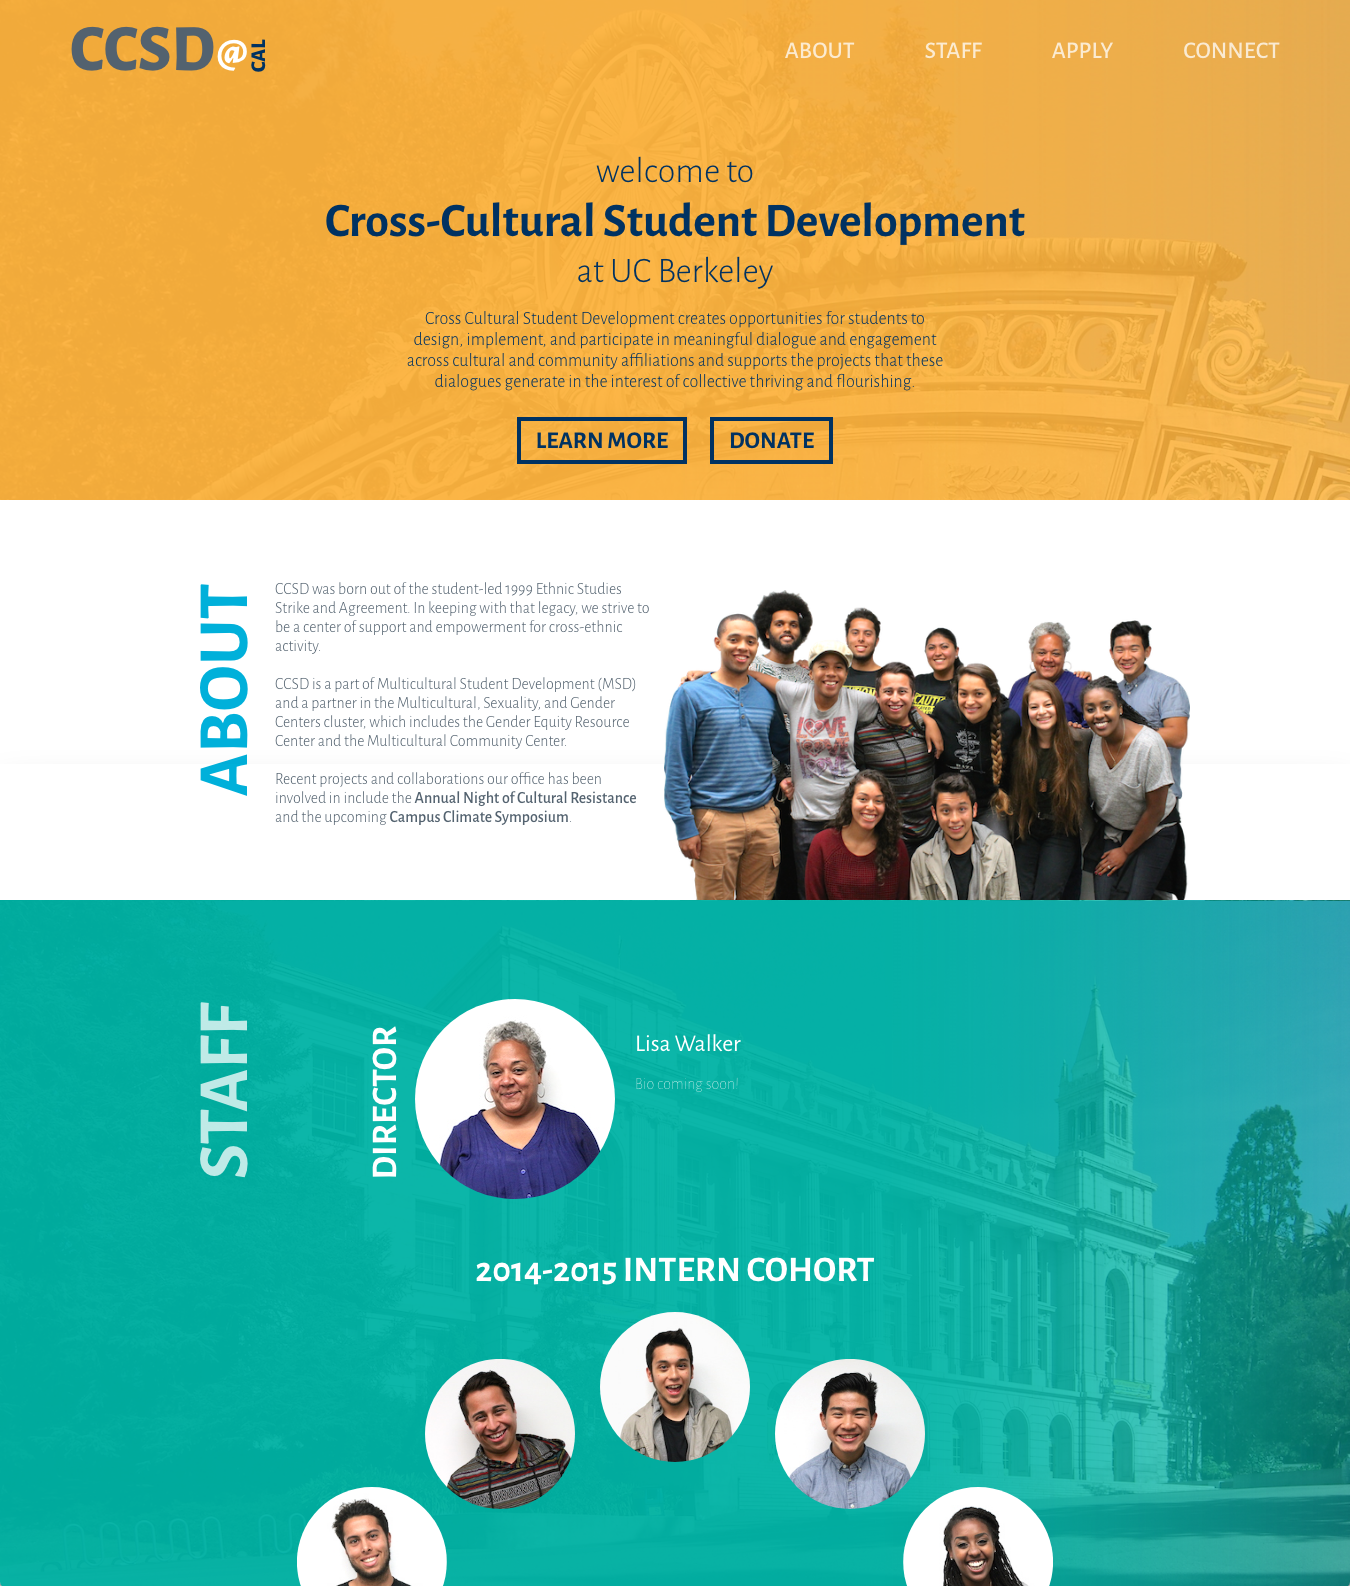 CCSD@CAL
ABOUT STAFF APPLY CONNECT
welcome to
Cross-Cultural Student Development
at UC Berkeley
Cross Cultural Student Development creates opportunities for students to
design, implement, and participate in meaningful dialogue and engagement
across cultural and community affiliations and supports the projects that these
dialogues generate in the interest of collective thriving and flourishing.
LEARN MORE DONATE
ABOUT
CCSD was born out of the student-led 1999 Ethnic Studies
Strike and Agreement. In keeping with that legacy, we strive to
be a center of support and empowerment for cross-ethnic
activity.
CCSD is a part of Multicultural Student Development (MSD)
and a partner in the Multicultural, Sexuality, and Gender
Centers cluster, which includes the Gender Equity Resource
Center and the Multicultural Community Center.
Recent projects and collaborations our office has been
involved in include the Annual Night of Cultural Resistance
and the upcoming Campus Climate Symposium.
LOVE
STAFF
DIRECTOR
Lisa Walker
Bio coming soon!
2014-2015 INTERN COHORT